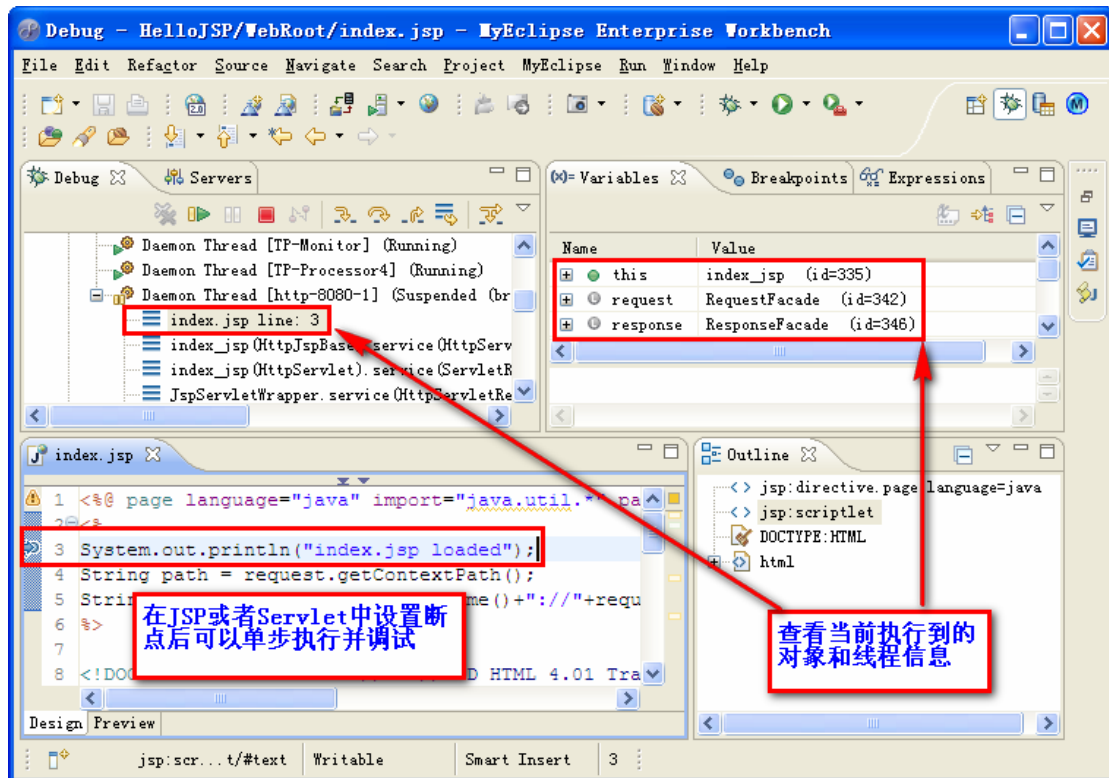 Debug - HelloJSP/WebRoot/index.jsp - MyEclipse Enterprise Workbench
File Edit Refactor Source Navigate Search Project MyEclipse Run Window Help
2.0
M
Debug Servers
(x)= Variables Breakpoints Expressions
Daemon Thread [TP-Monitor] (Running)
Daemon Thread [TP-Processor4] (Running)
Daemon Thread [http-8080-1] (Suspended (br
index.jsp line: 3
index_jsp(HttpJspBase).service(HttpServ
index_jsp(HttpServlet).service(ServletR
JspServletWrapper.service(HttpServletRe
Name Value
this index_jsp (id=335)
request RequestFacade (id=342)
response ResponseFacade (id=346)
index.jsp
1 <%@ page language="java" import="java.util.*" pa
2 <%
3 System.out.println("index.jsp loaded");
4 String path = request.getContextPath();
5 Strin me()+"://"+requ
6 %>
7
8 <!DOC D HTML 4.01 Tra
在JSP或者Servlet中设置断
点后可以单步执行并调试
Design Preview
Outline
jsp:directive.page language=java
jsp:scriptlet
DOCTYPE:HTML
html
查看当前执行到的
对象和线程信息
jsp:scr...t/#text Writable Smart Insert 3 :